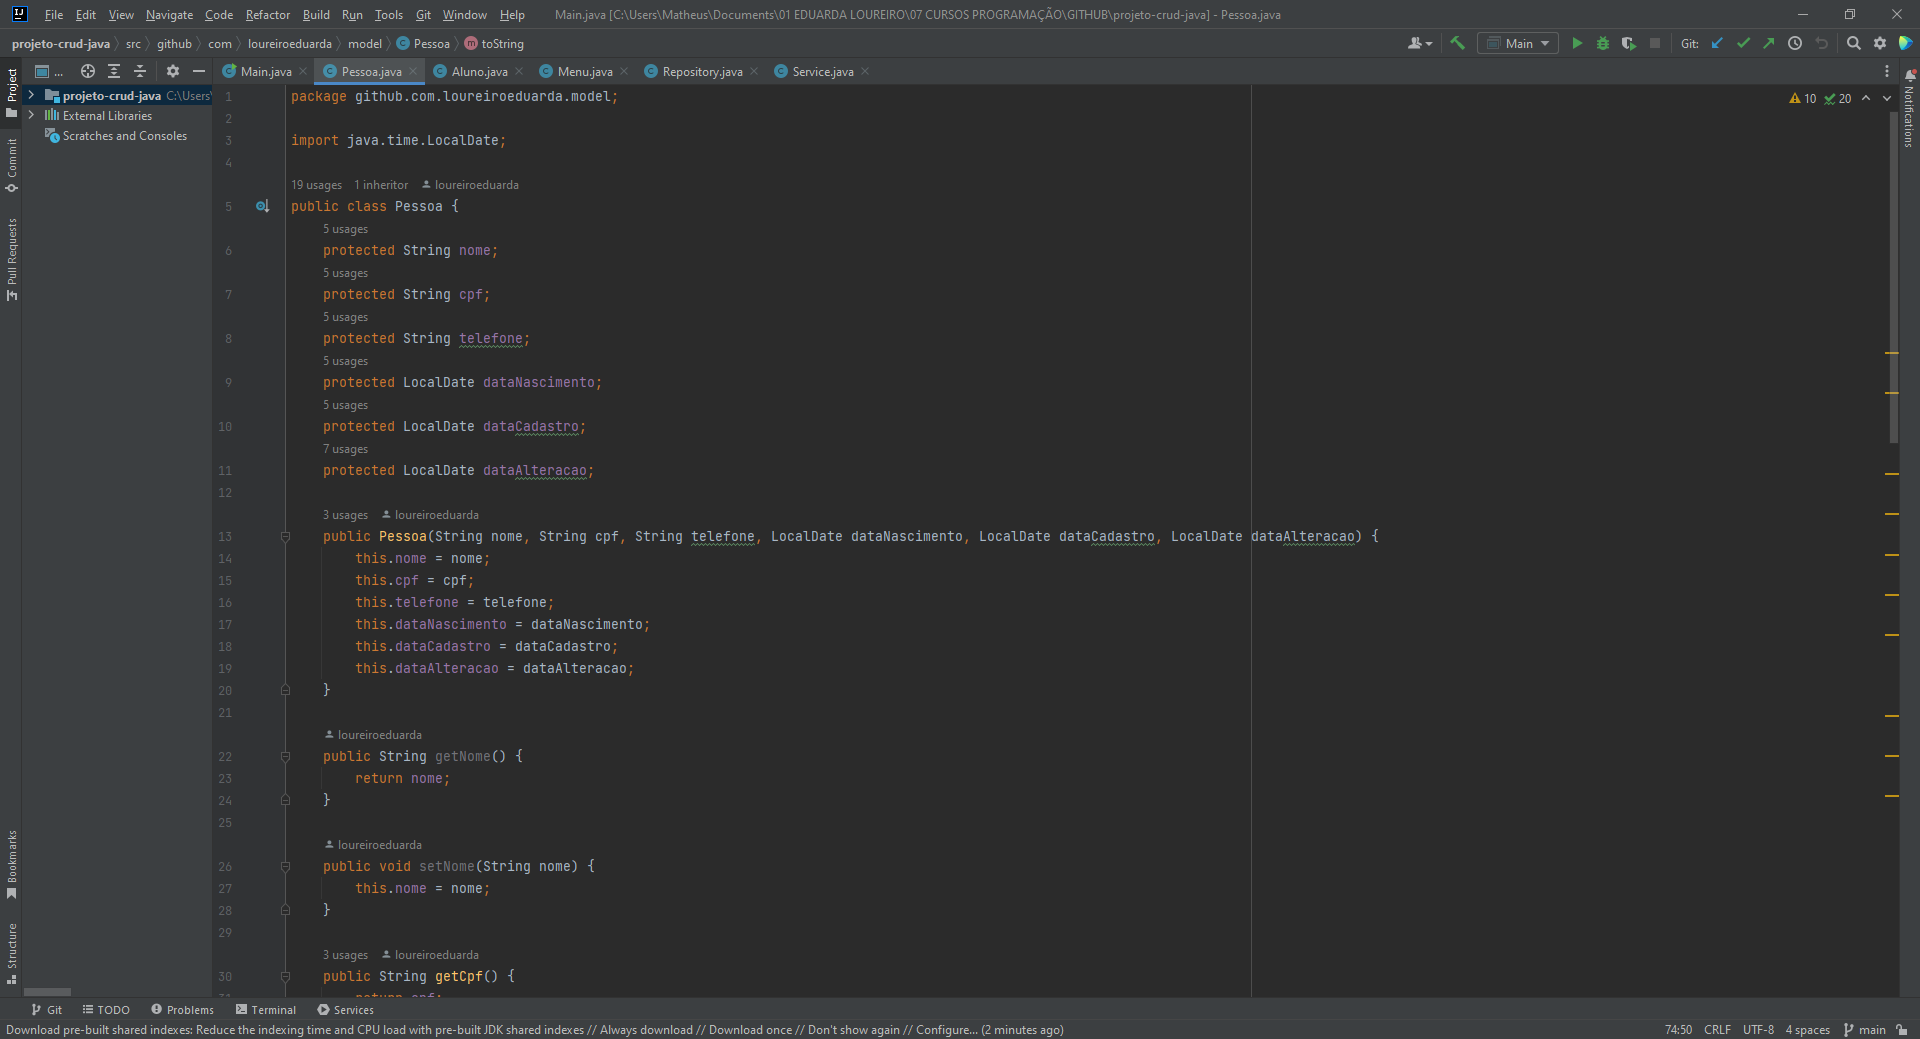 File Edit View Navigate Code Refactor Build Run Tools Git Window Help Main.java [C:\Users\Matheus\Documents\01 EDUARDA LOUREIRO\07 CURSOS PROGRAMAÇÃO\GITHUB\projeto-crud-java] - Pessoa.java
projeto-crud-java src github com loureiroeduarda model Pessoa toString Main Git:
... Main.java Pessoa.java Aluno.java Menu.java Repository.java Service.java
Project
Commit
Pull Requests
Bookmarks
Structure
Notifications
projeto-crud-java C:\Users\
External Libraries
Scratches and Consoles
10 20
1 package github.com.loureiroeduarda.model;
2
3 import java.time.LocalDate;
4
19 usages 1 inheritor loureiroeduarda
5 public class Pessoa {
5 usages
6 protected String nome;
5 usages
7 protected String cpf;
5 usages
8 protected String telefone;
5 usages
9 protected LocalDate dataNascimento;
5 usages
10 protected LocalDate dataCadastro;
7 usages
11 protected LocalDate dataAlteracao;
12
3 usages loureiroeduarda
13 public Pessoa(String nome, String cpf, String telefone, LocalDate dataNascimento, LocalDate dataCadastro, LocalDate dataAlteracao) {
14 this.nome = nome;
15 this.cpf = cpf;
16 this.telefone = telefone;
17 this.dataNascimento = dataNascimento;
18 this.dataCadastro = dataCadastro;
19 this.dataAlteracao = dataAlteracao;
20 }
21
loureiroeduarda
22 public String getNome() {
23 return nome;
24 }
25
loureiroeduarda
26 public void setNome(String nome) {
27 this.nome = nome;
28 }
29
3 usages loureiroeduarda
30 public String getCpf() {
31 return cpf;
Git TODO Problems Terminal Services
Download pre-built shared indexes: Reduce the indexing time and CPU load with pre-built JDK shared indexes // Always download // Download once // Don't show again // Configure... (2 minutes ago) 74:50 CRLF UTF-8 4 spaces main